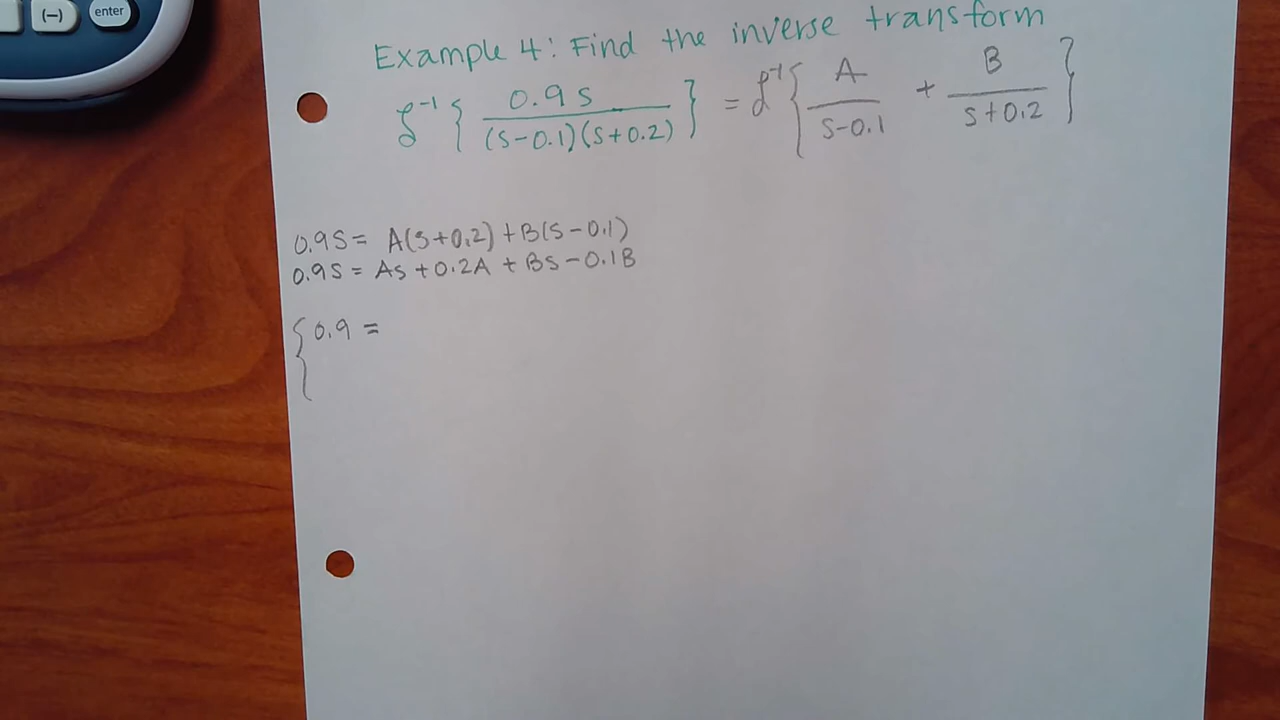 (−) enter
Example 4: Find the inverse transform
ℒ⁻¹ { 0.9s / (s−0.1)(s+0.2) } = ℒ⁻¹ { A / s−0.1 + B / s+0.2 }
0.9s = A(s+0.2) + B(s−0.1)
0.9s = As + 0.2A + Bs − 0.1B
{ 0.9 =